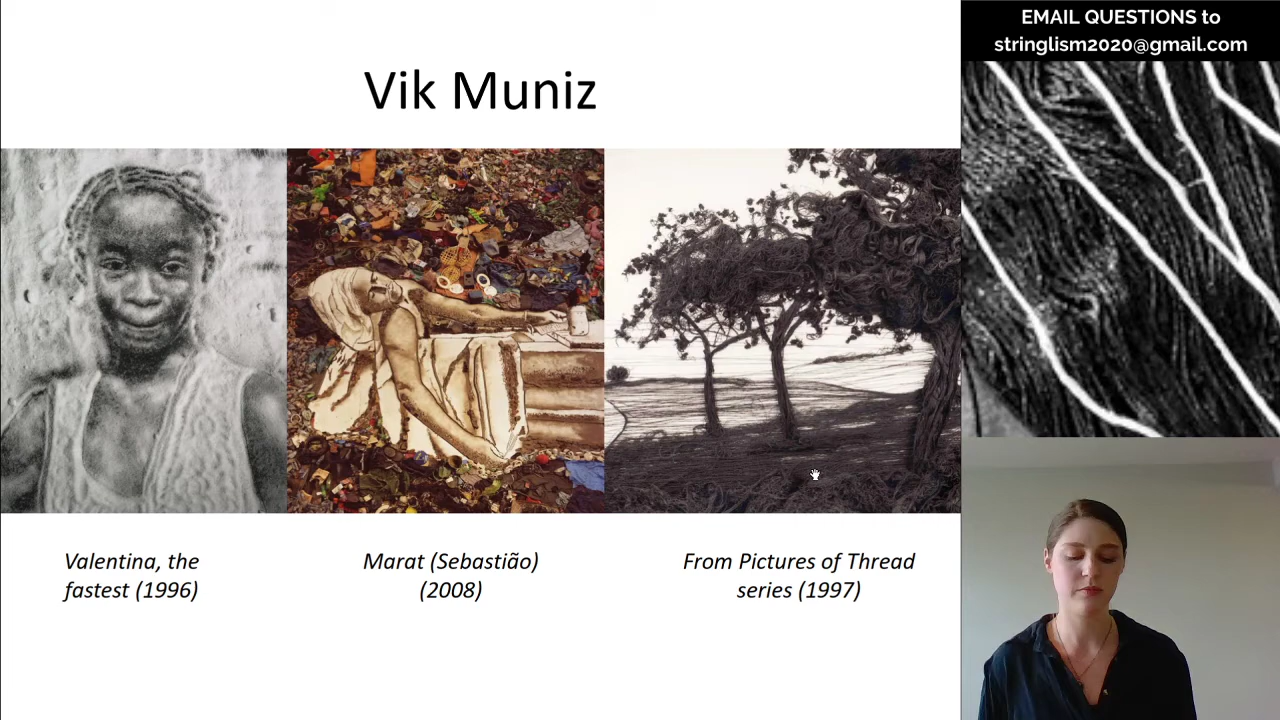 Vik Muniz
EMAIL QUESTIONS to
stringlism2020@gmail.com
Valentina, the
fastest (1996)
Marat (Sebastião)
(2008)
From Pictures of Thread
series (1997)